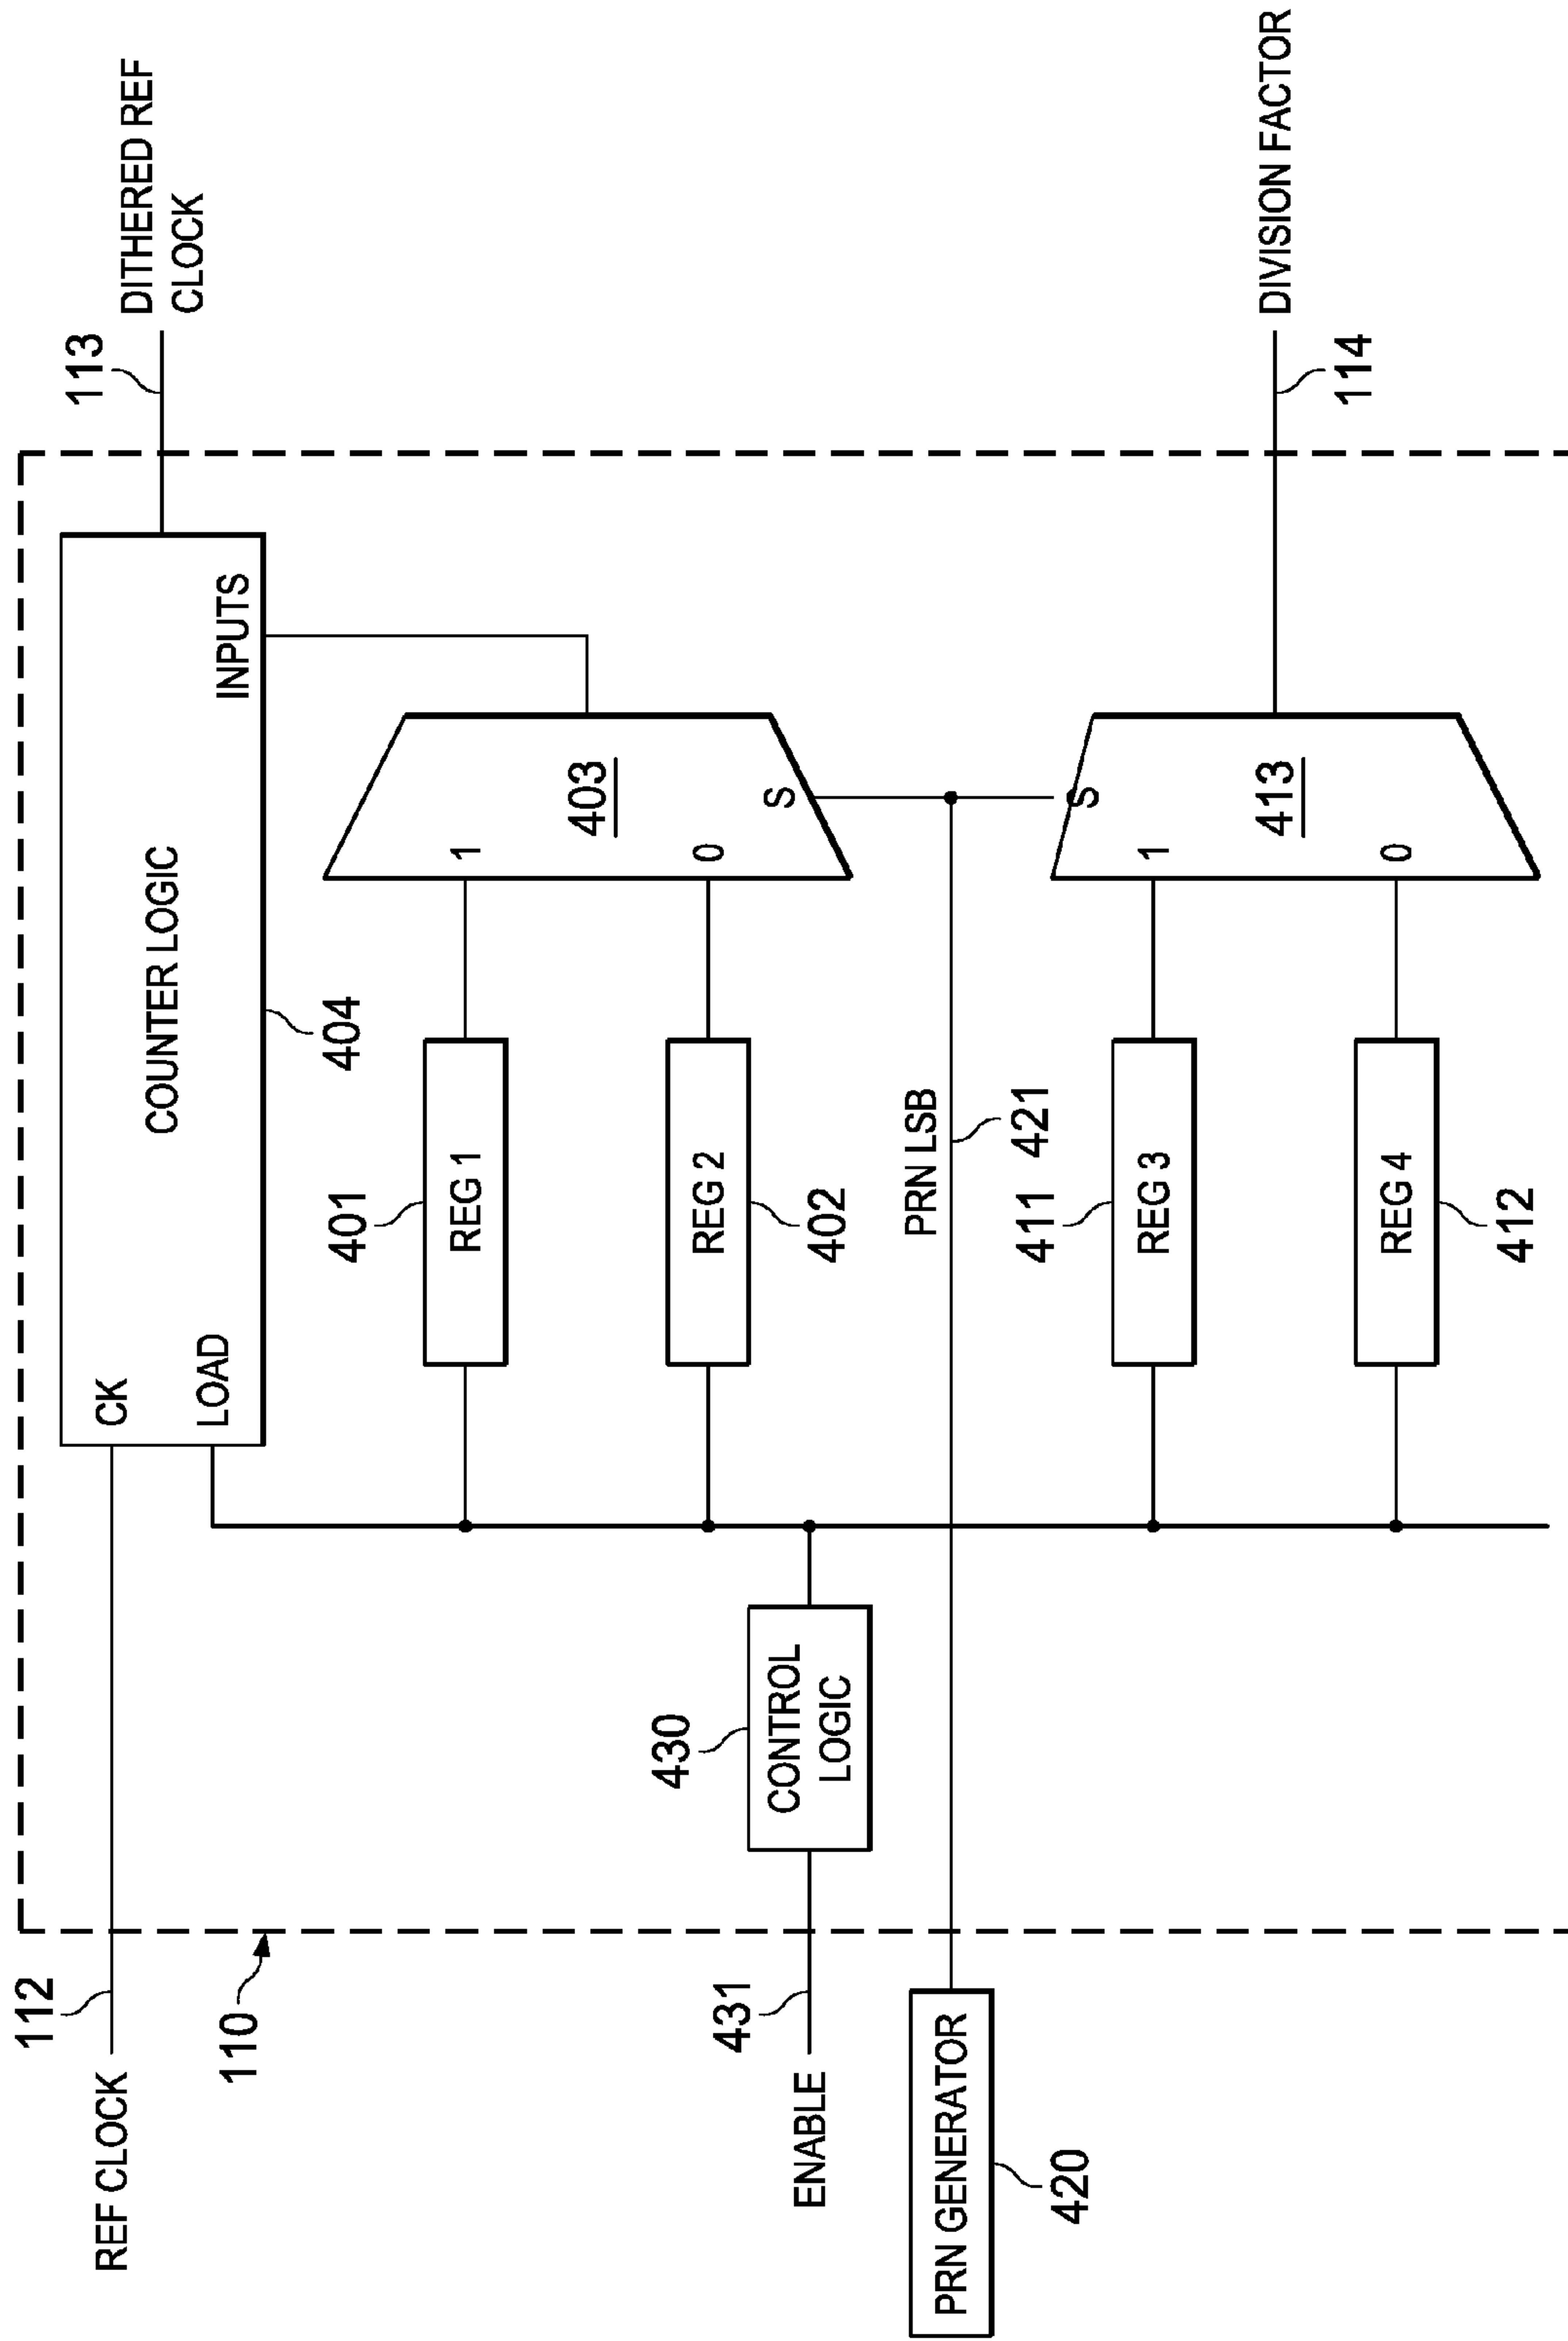 113
DITHERED REF
CLOCK
112
REF CLOCK
CK
COUNTER LOGIC
LOAD
INPUTS
110
404
401
REG 1
1
403
430
402
REG 2
0
S
CONTROL
LOGIC
431
ENABLE
PRN LSB
421
PRN GENERATOR
420
S
411
REG 3
1
413
DIVISION FACTOR
114
REG 4
412
0